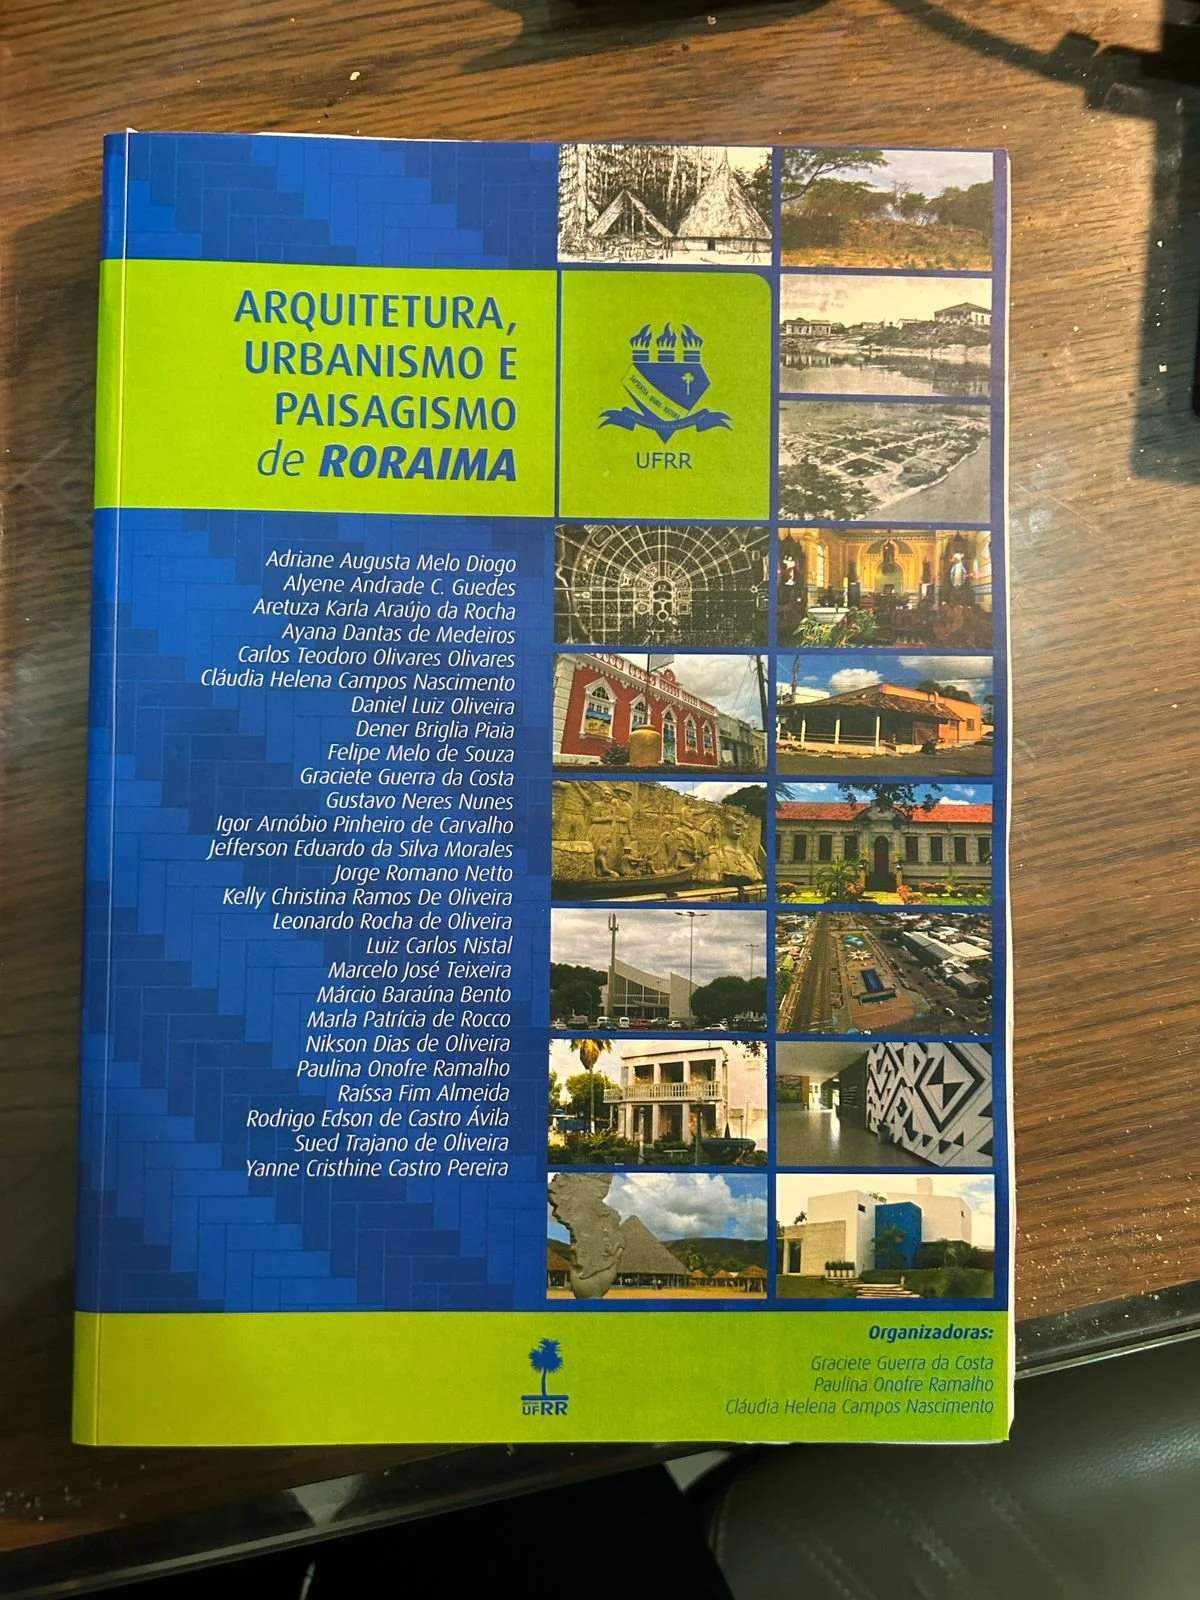 ARQUITETURA,
URBANISMO E
PAISAGISMO
de RORAIMA
UFRR
Adriane Augusta Melo Diogo
Alyene Andrade C. Guedes
Aretuza Karla Araújo da Rocha
Ayana Dantas de Medeiros
Carlos Teodoro Olivares Olivares
Cláudia Helena Campos Nascimento
Daniel Luiz Oliveira
Dener Briglia Piaia
Felipe Melo de Souza
Graciete Guerra da Costa
Gustavo Neres Nunes
Igor Arnóbio Pinheiro de Carvalho
Jefferson Eduardo da Silva Morales
Jorge Romano Netto
Kelly Christina Ramos De Oliveira
Leonardo Rocha de Oliveira
Luiz Carlos Nistal
Marcelo José Teixeira
Márcio Baraúna Bento
Marla Patrícia de Rocco
Nikson Dias de Oliveira
Paulina Onofre Ramalho
Raíssa Fim Almeida
Rodrigo Edson de Castro Ávila
Sued Trajano de Oliveira
Yanne Cristhine Castro Pereira
UFRR
Organizadoras:
Graciete Guerra da Costa
Paulina Onofre Ramalho
Cláudia Helena Campos Nascimento